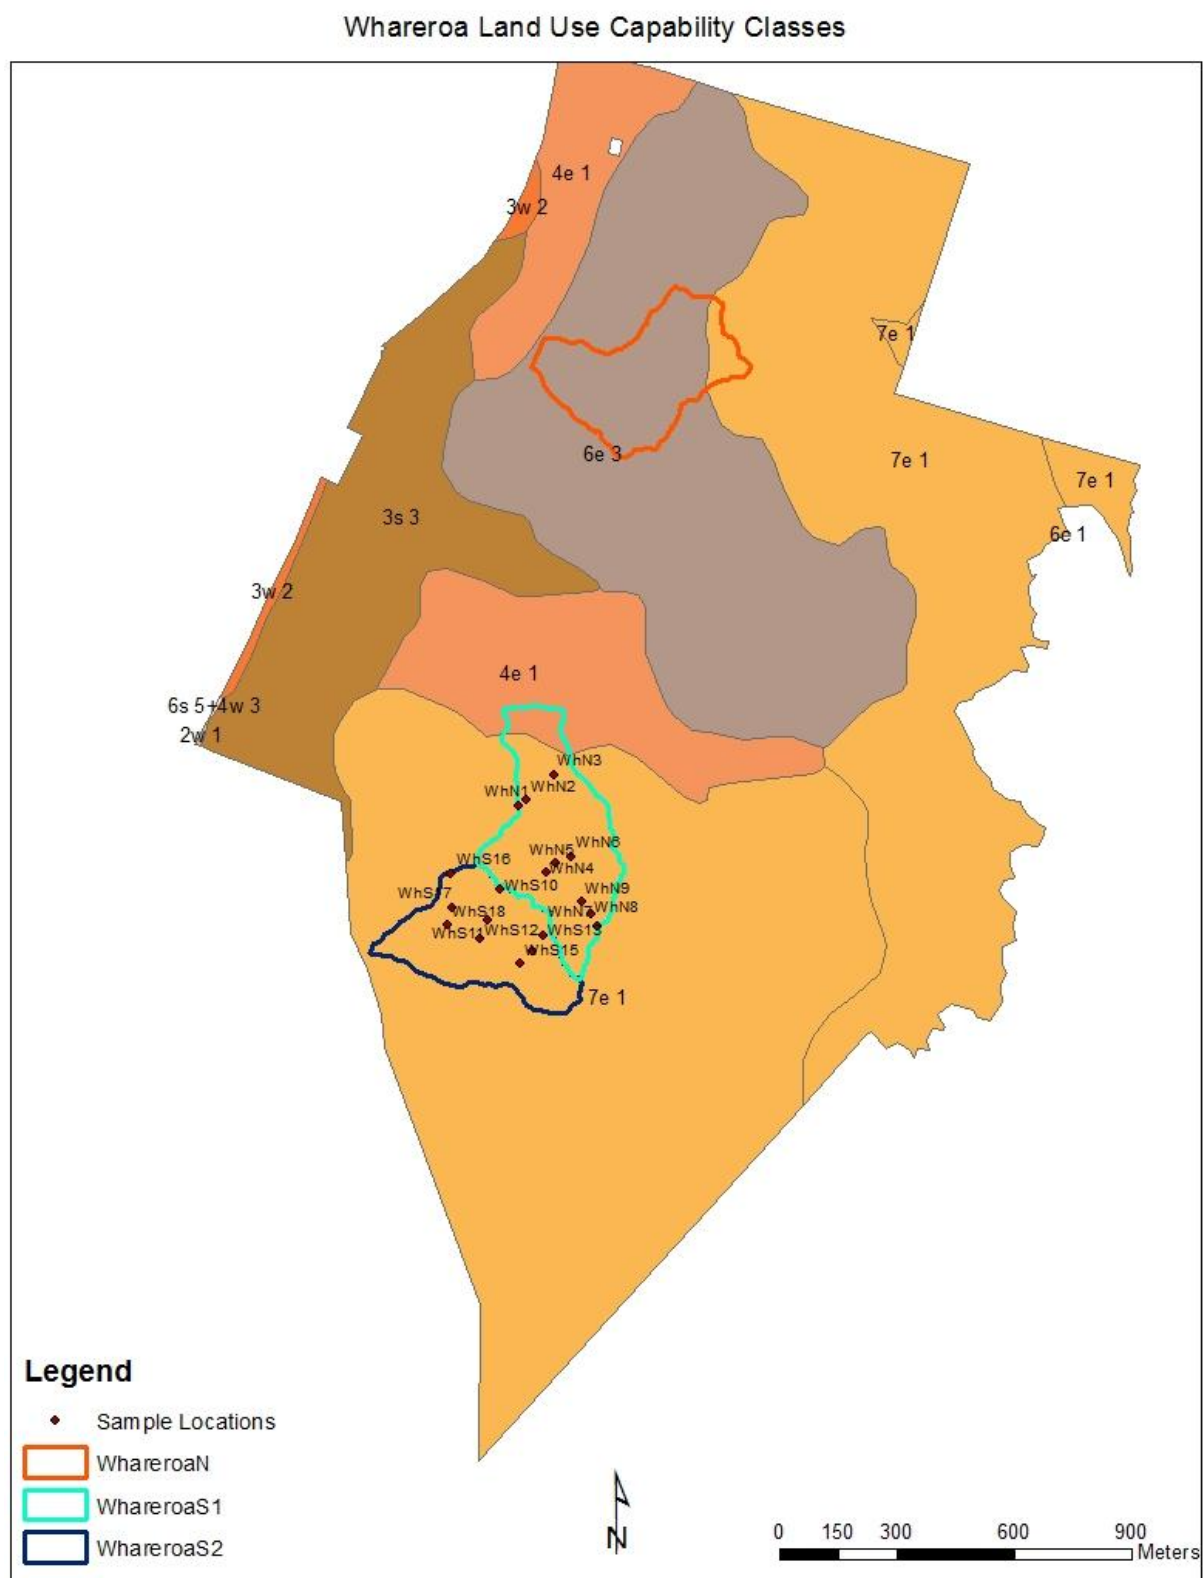 Whareroa Land Use Capability Classes
4e 1
3w 2
7e 1
6e 3
7e 1
7e 1
3s 3
6e 1
3w 2
4e 1
6s 5+4w 3
2w 1
WhN3
WhN1
WhN2
WhN6
WhN5
WhN4
WhS16
WhS10
WhS17
WhN9
WhN7
WhN8
WhS18
WhS11
WhS12
WhS13
WhS15
7e 1
Legend
Sample Locations
WhareroaN
WhareroaS1
WhareroaS2
N
0 150 300 600 900
Meters